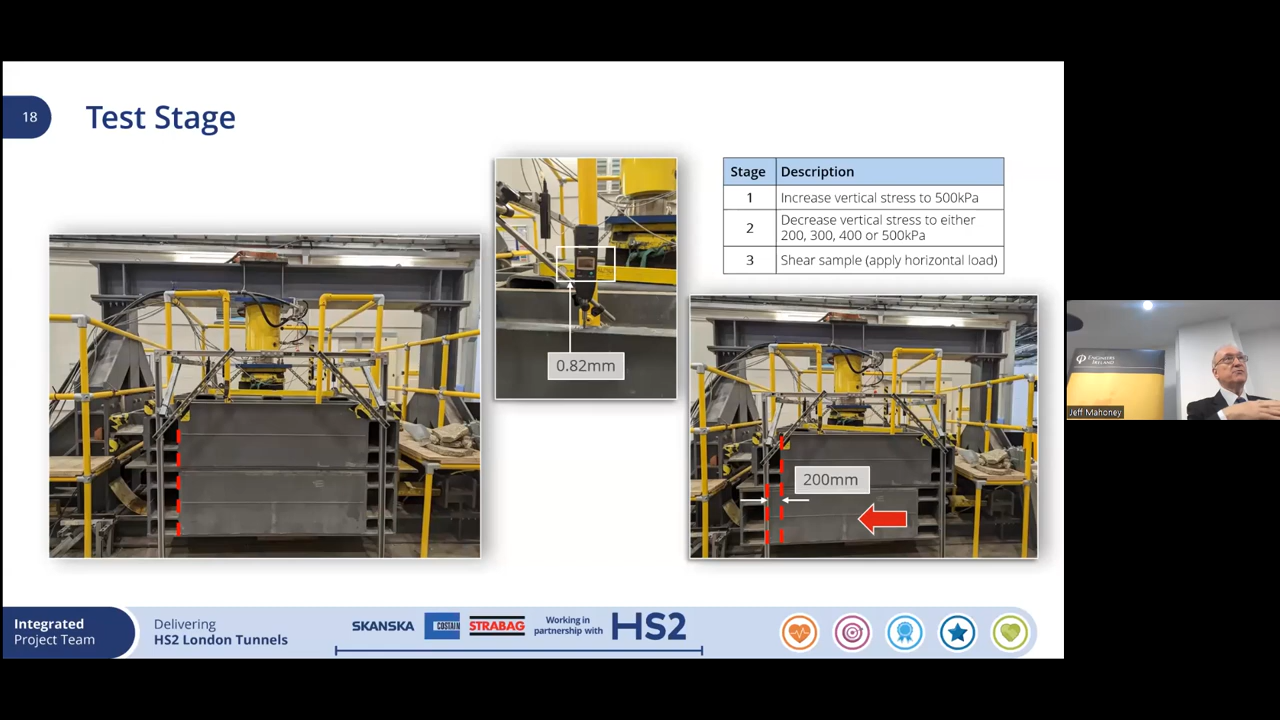 18
Test Stage
Stage Description
1 Increase vertical stress to 500kPa
2 Decrease vertical stress to either
200, 300, 400 or 500kPa
3 Shear sample (apply horizontal load)
0.82mm
200mm
ENGINEERS
IRELAND
Jeff Mahoney
Integrated
Project Team
Delivering
HS2 London Tunnels
SKANSKA
COSTAIN
STRABAG
Working in
partnership with
HS2